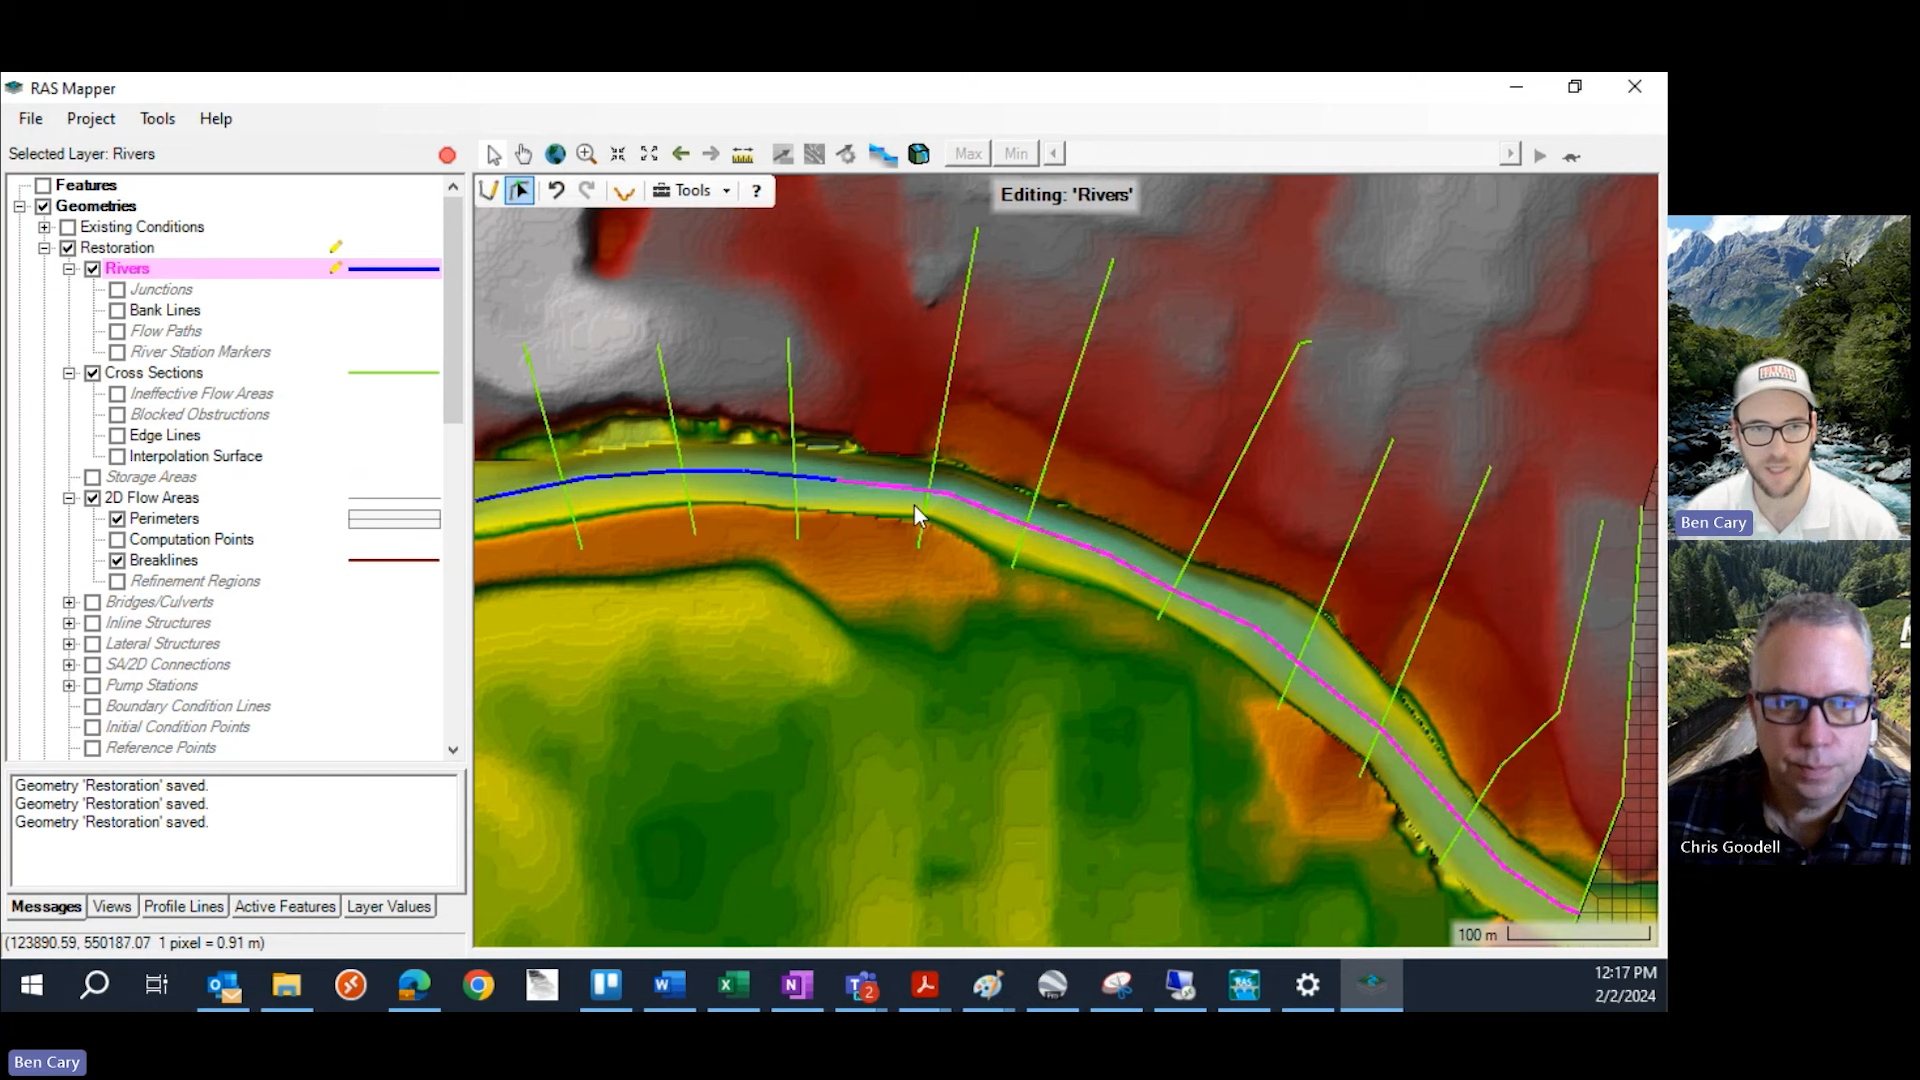 RAS Mapper
File Project Tools Help
Selected Layer: Rivers
Max Min
Features
Geometries
Existing Conditions
Restoration
Rivers
Junctions
Bank Lines
Flow Paths
River Station Markers
Cross Sections
Ineffective Flow Areas
Blocked Obstructions
Edge Lines
Interpolation Surface
Storage Areas
2D Flow Areas
Perimeters
Computation Points
Breaklines
Refinement Regions
Bridges/Culverts
Inline Structures
Lateral Structures
SA/2D Connections
Pump Stations
Boundary Condition Lines
Initial Condition Points
Reference Points
Tools ?
Editing: 'Rivers'
100 m
Geometry 'Restoration' saved.
Geometry 'Restoration' saved.
Geometry 'Restoration' saved.
Messages Views Profile Lines Active Features Layer Values
(123890.59, 550187.07 1 pixel = 0.91 m)
12:17 PM
2/2/2024
Ben Cary
Chris Goodell
Ben Cary